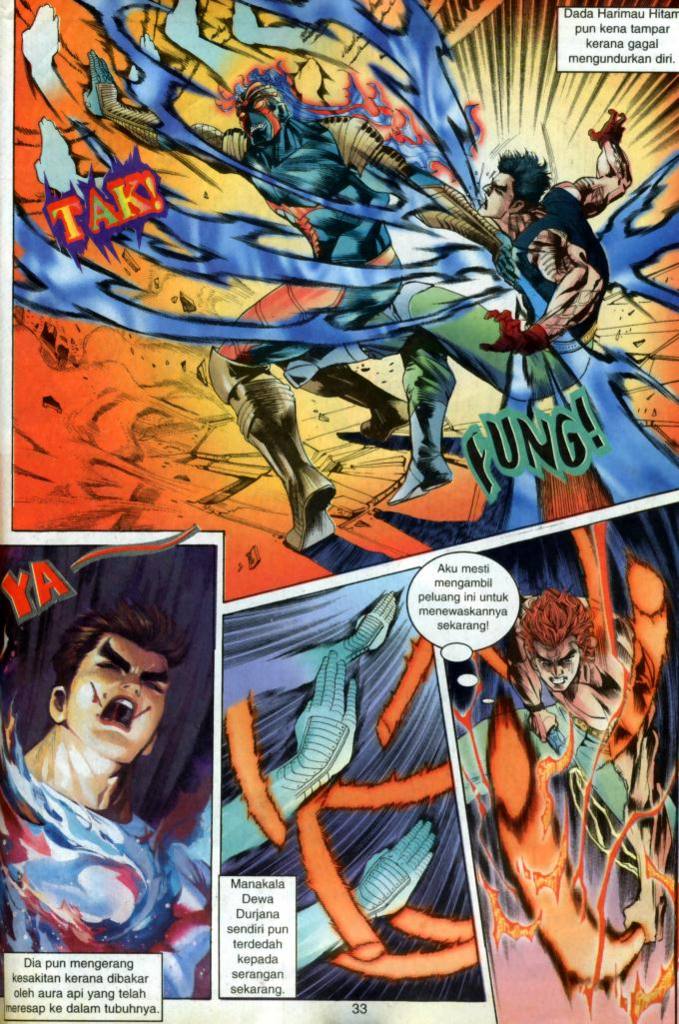 Dada Harimau Hitam
pun kena tampar
kerana gagal
mengundurkan diri.
TAK!
FUNG!
YA
Dia pun mengerang
kesakitan kerana dibakar
oleh aura api yang telah
meresap ke dalam tubuhnya.
Manakala
Dewa
Durjana
sendiri pun
terdedah
kepada
serangan
sekarang.
Aku mesti
mengambil
peluang ini untuk
menewaskannya
sekarang!
33